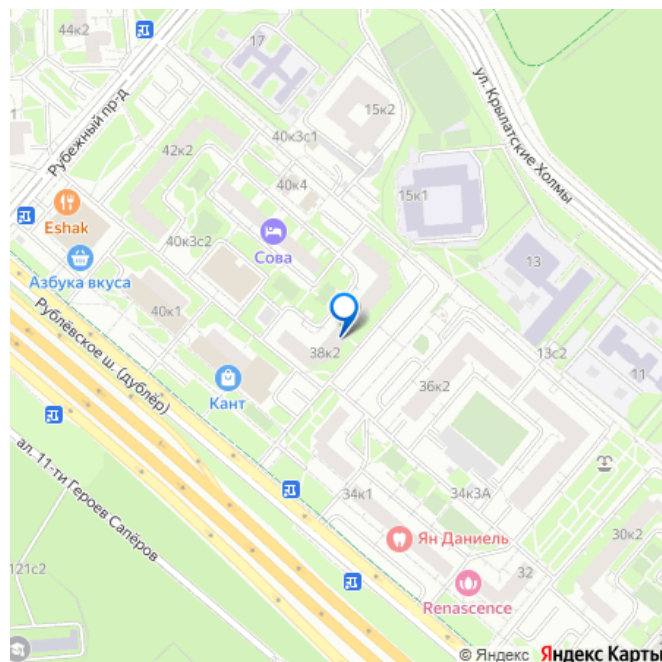 44к2
17
1
Рубежный пр-д
42к2
40к3с1
15к2
ул. Крылатские Холмы
40к4
15к1
Eshak
Азбука вкуса
40к3с2
Сова
13
40к1
38к2
13с2
11
Рублёвское ш. (дублёр)
Кант
36к2
ал. 11-ти Героев Сапёров
34к1
34к3А
30к2
Ян Даниель
121с2
32
Renascence
© Яндекс Яндекс Карты